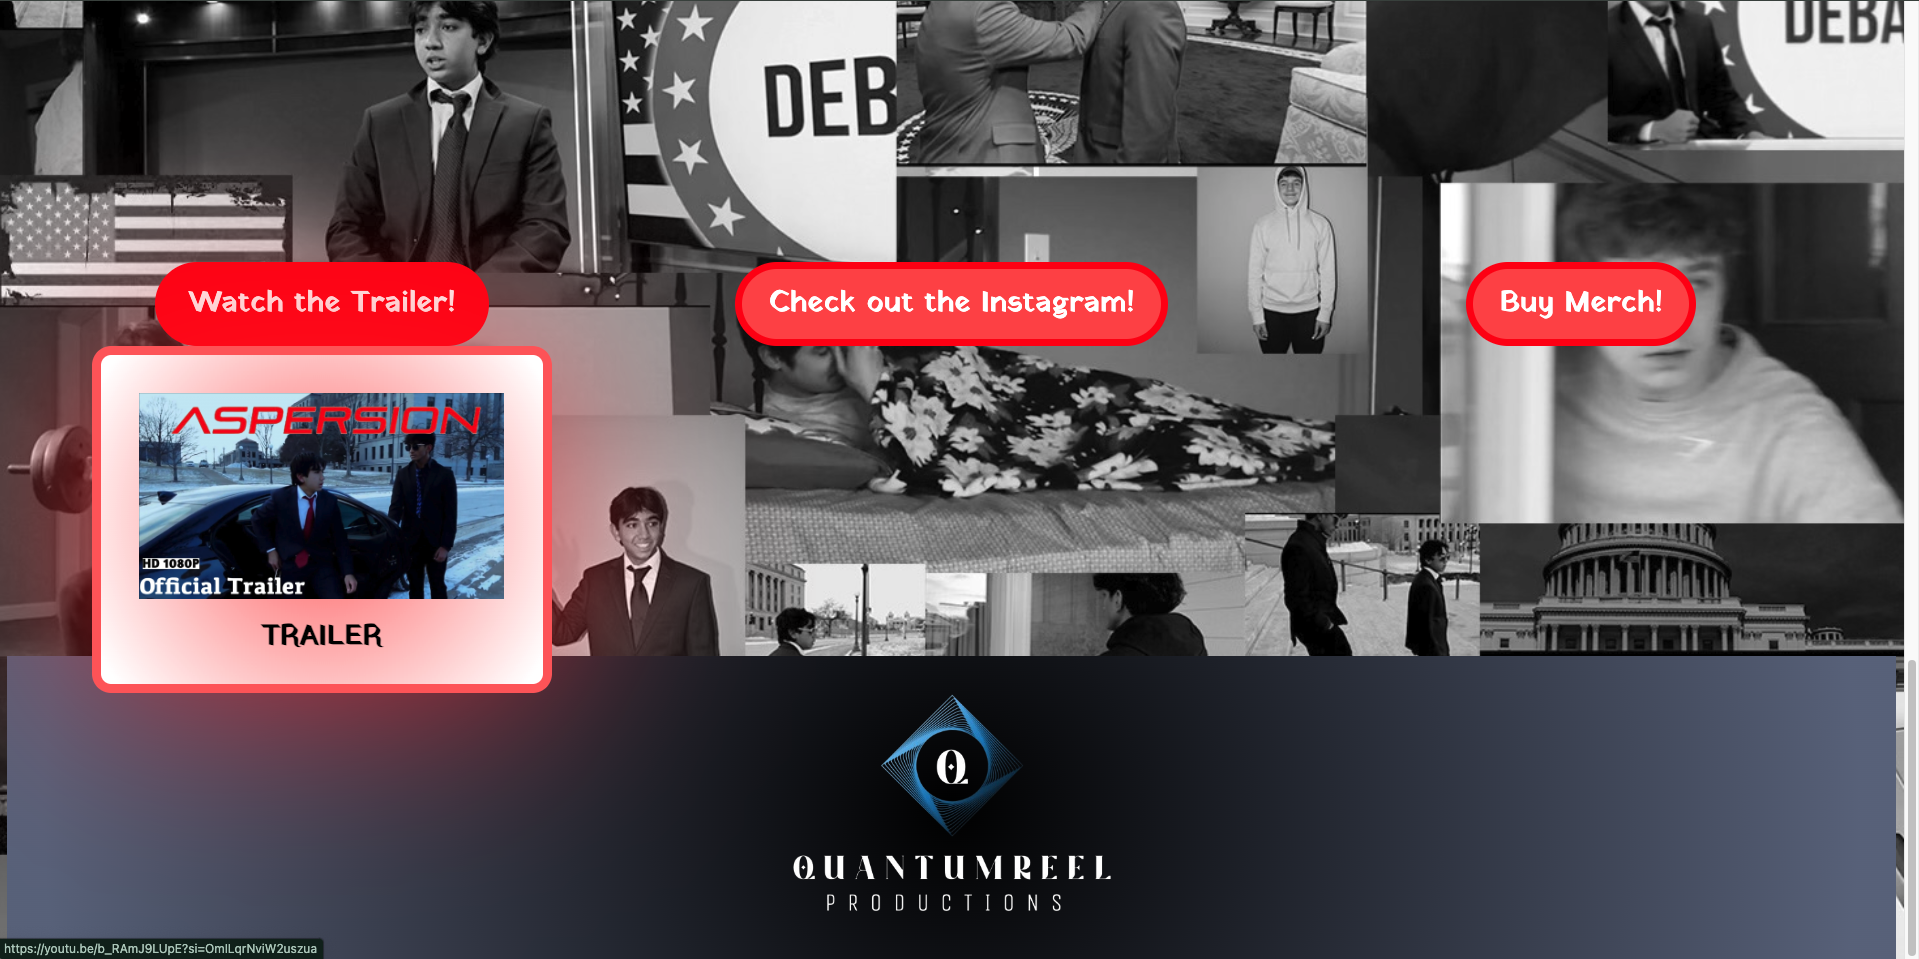 DEB
DEBA
Watch the Trailer!
Check out the Instagram!
Buy Merch!
ASPERSION
HD 1080P
Official Trailer
TRAILER
Q
QUANTUMREEL
PRODUCTIONS
https://youtu.be/b_RAmJ9LUpE?si=OmILqrNviW2uszua